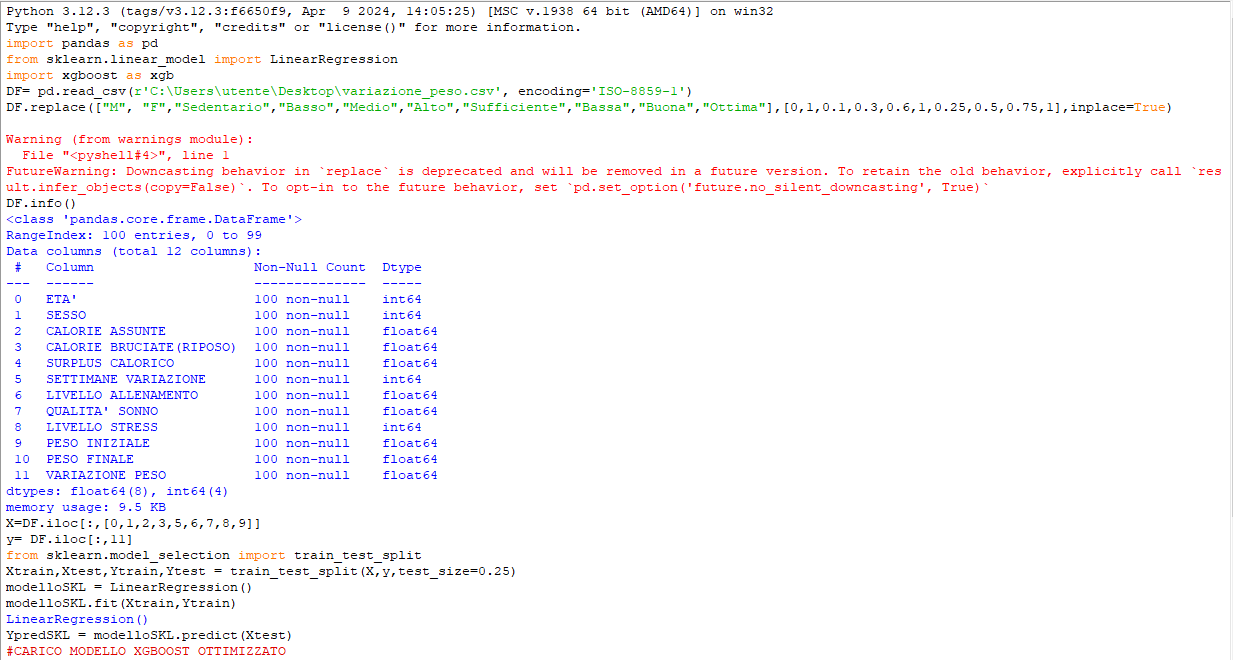 Python 3.12.3 (tags/v3.12.3:f6650f9, Apr  9 2024, 14:05:25) [MSC v.1938 64 bit (AMD64)] on win32
Type "help", "copyright", "credits" or "license()" for more information.
import pandas as pd
from sklearn.linear_model import LinearRegression
import xgboost as xgb
DF= pd.read_csv(r'C:\Users\utente\Desktop\variazione_peso.csv', encoding='ISO-8859-1')
DF.replace(["M", "F","Sedentario","Basso","Medio","Alto","Sufficiente","Bassa","Buona","Ottima"],[0,1,0.1,0.3,0.6,1,0.25,0.5,0.75,1],inplace=True)
Warning (from warnings module):
  File "<pyshell#4>", line 1
FutureWarning: Downcasting behavior in `replace` is deprecated and will be removed in a future version. To retain the old behavior, explicitly call `res
ult.infer_objects(copy=False)`. To opt-in to the future behavior, set `pd.set_option('future.no_silent_downcasting', True)`
DF.info()
<class 'pandas.core.frame.DataFrame'>
RangeIndex: 100 entries, 0 to 99
Data columns (total 12 columns):
 #   Column                    Non-Null Count  Dtype
---  ------                    --------------  -----
 0   ETA'                      100 non-null    int64
 1   SESSO                     100 non-null    int64
 2   CALORIE ASSUNTE           100 non-null    float64
 3   CALORIE BRUCIATE(RIPOSO)  100 non-null    float64
 4   SURPLUS CALORICO          100 non-null    float64
 5   SETTIMANE VARIAZIONE      100 non-null    int64
 6   LIVELLO ALLENAMENTO       100 non-null    float64
 7   QUALITA' SONNO            100 non-null    float64
 8   LIVELLO STRESS            100 non-null    int64
 9   PESO INIZIALE             100 non-null    float64
 10  PESO FINALE               100 non-null    float64
 11  VARIAZIONE PESO           100 non-null    float64
dtypes: float64(8), int64(4)
memory usage: 9.5 KB
X=DF.iloc[:,[0,1,2,3,5,6,7,8,9]]
y= DF.iloc[:,11]
from sklearn.model_selection import train_test_split
Xtrain,Xtest,Ytrain,Ytest = train_test_split(X,y,test_size=0.25)
modelloSKL = LinearRegression()
modelloSKL.fit(Xtrain,Ytrain)
LinearRegression()
YpredSKL = modelloSKL.predict(Xtest)
#CARICO MODELLO XGBOOST OTTIMIZZATO